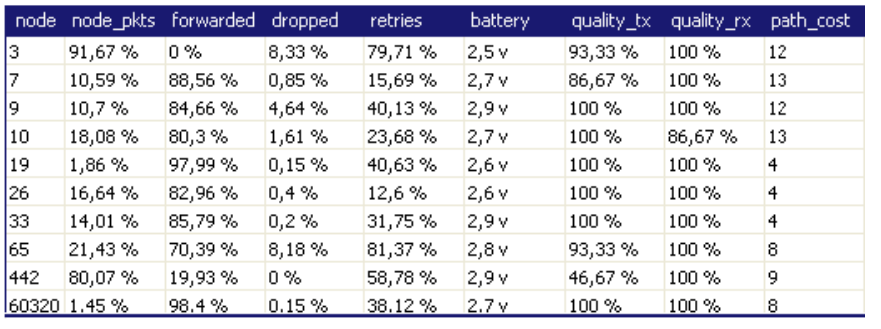 node node_pkts forwarded dropped retries battery quality_tx quality_rx path_cost
3 91,67 % 0 % 8,33 % 79,71 % 2,5 v 93,33 % 100 % 12
7 10,59 % 88,56 % 0,85 % 15,69 % 2,7 v 86,67 % 100 % 13
9 10,7 % 84,66 % 4,64 % 40,13 % 2,9 v 100 % 100 % 12
10 18,08 % 80,3 % 1,61 % 23,68 % 2,7 v 100 % 86,67 % 13
19 1,86 % 97,99 % 0,15 % 40,63 % 2,6 v 100 % 100 % 4
26 16,64 % 82,96 % 0,4 % 12,6 % 2,6 v 100 % 100 % 4
33 14,01 % 85,79 % 0,2 % 31,75 % 2,9 v 100 % 100 % 4
65 21,43 % 70,39 % 8,18 % 81,37 % 2,8 v 93,33 % 100 % 8
442 80,07 % 19,93 % 0 % 58,78 % 2,9 v 46,67 % 100 % 9
60320 1.45 % 98.4 % 0.15 % 38.12 % 2.7 v 100 % 100 % 8